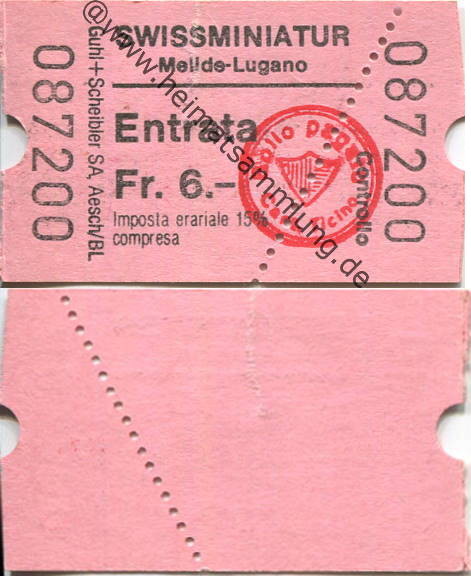 SWISSMINIATUR
Melide-Lugano
Entrata
Fr. 6.–
Imposta erariale 15%
compresa
087200
Guhl+Scheibler SA, Aesch/BL
Controllo
087200
@www.heimatsammlung.de